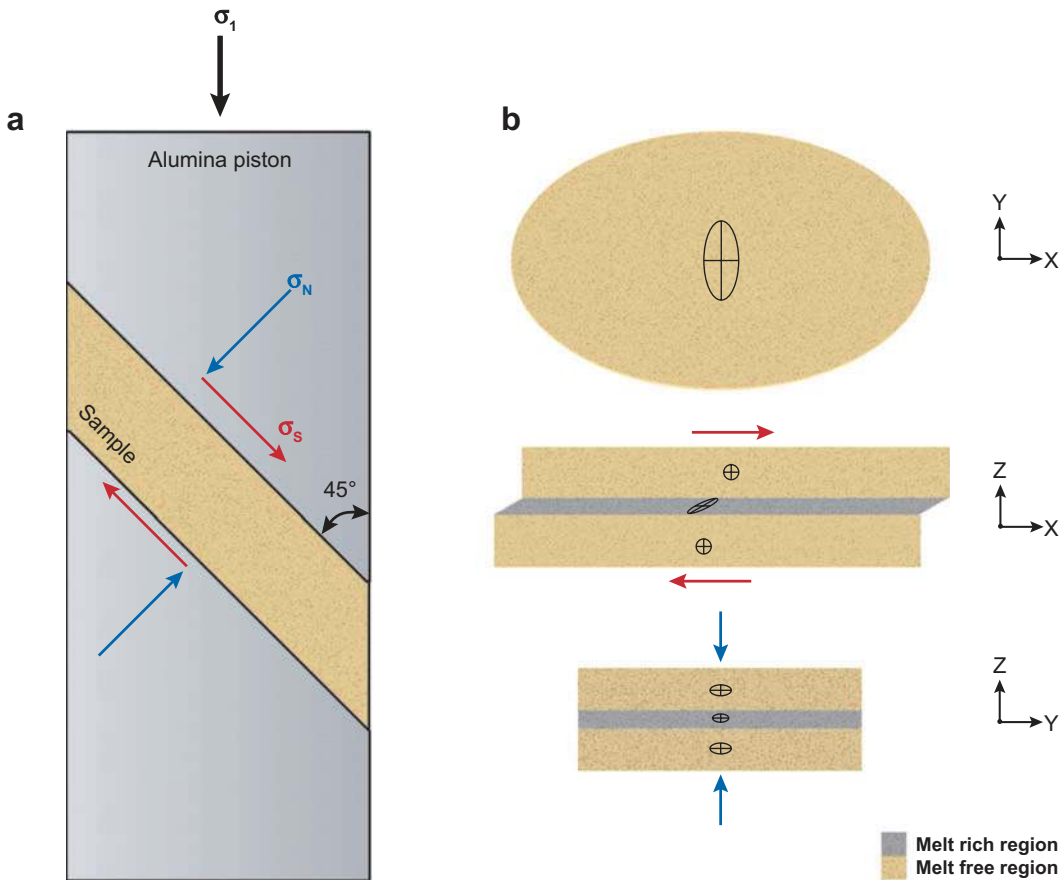 σ1
a
Alumina piston
σN
σS
Sample
45°
b
Y
X
Z
X
Z
Y
Melt rich region
Melt free region